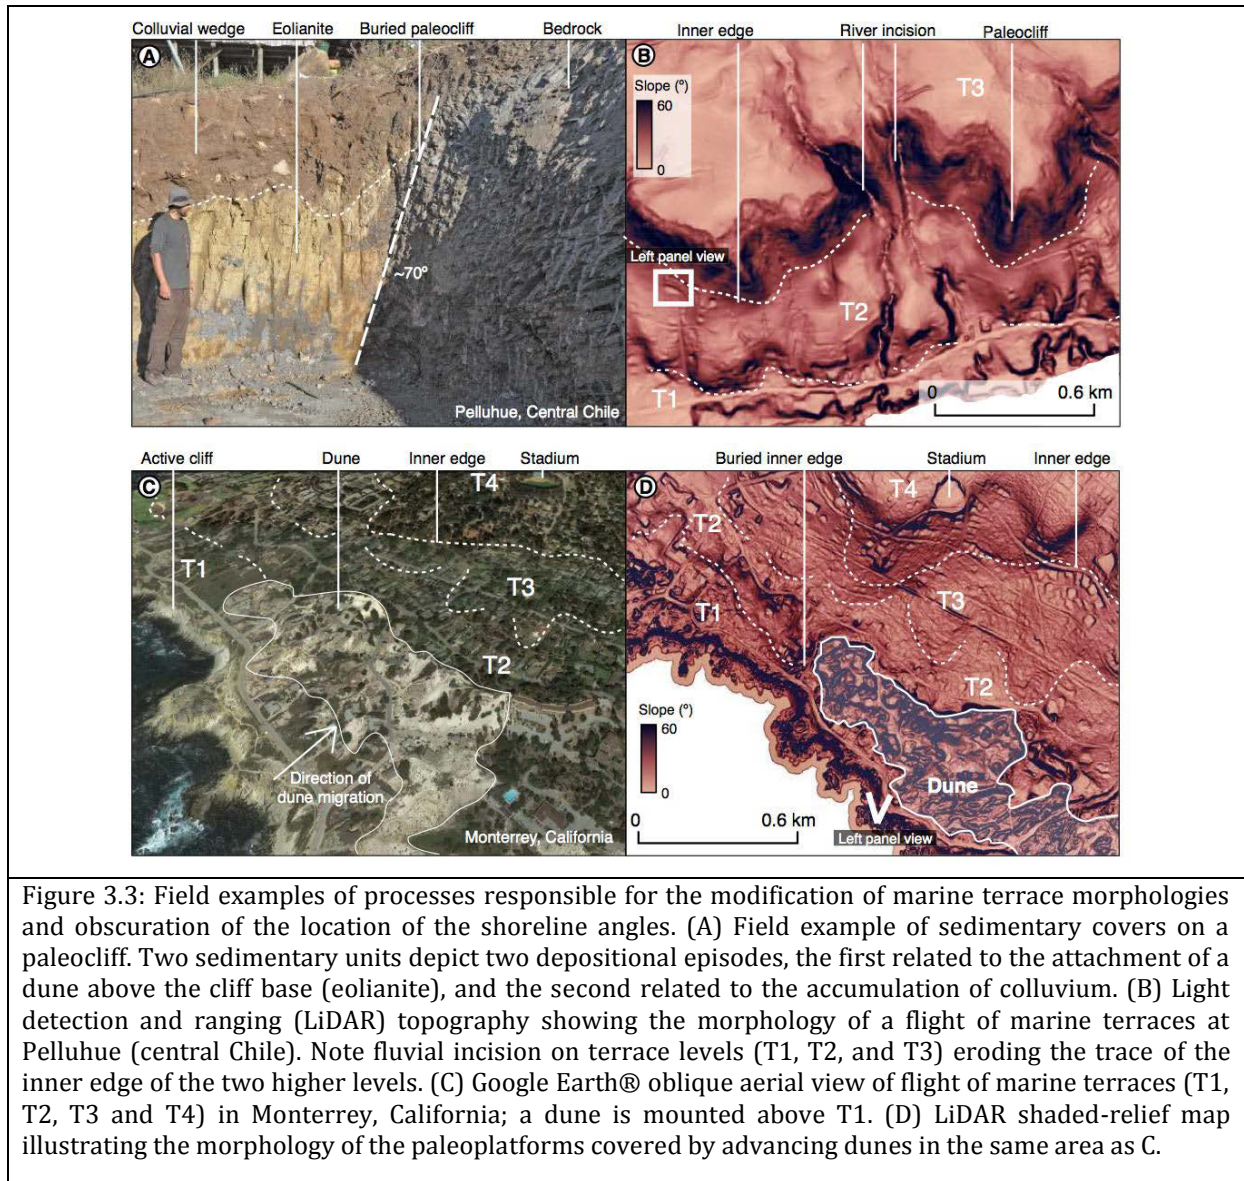 Colluvial wedge Eolianite Buried paleocliff Bedrock
A
~70º
Pelluhue, Central Chile
Inner edge River incision Paleocliff
B
Slope (º)
60
0
T3
Left panel view
T2
T1
0 0.6 km
Active cliff Dune Inner edge Stadium
C
T4
T1
T3
T2
Direction of
dune migration
Monterrey, California
Buried inner edge Stadium Inner edge
D
T4
T2
T1
T3
T2
Slope (º)
60
0
Dune
0 0.6 km
Left panel view
Figure 3.3: Field examples of processes responsible for the modification of marine terrace morphologies
and obscuration of the location of the shoreline angles. (A) Field example of sedimentary covers on a
paleocliff. Two sedimentary units depict two depositional episodes, the first related to the attachment of a
dune above the cliff base (eolianite), and the second related to the accumulation of colluvium. (B) Light
detection and ranging (LiDAR) topography showing the morphology of a flight of marine terraces at
Pelluhue (central Chile). Note fluvial incision on terrace levels (T1, T2, and T3) eroding the trace of the
inner edge of the two higher levels. (C) Google Earth® oblique aerial view of flight of marine terraces (T1,
T2, T3 and T4) in Monterrey, California; a dune is mounted above T1. (D) LiDAR shaded-relief map
illustrating the morphology of the paleoplatforms covered by advancing dunes in the same area as C.